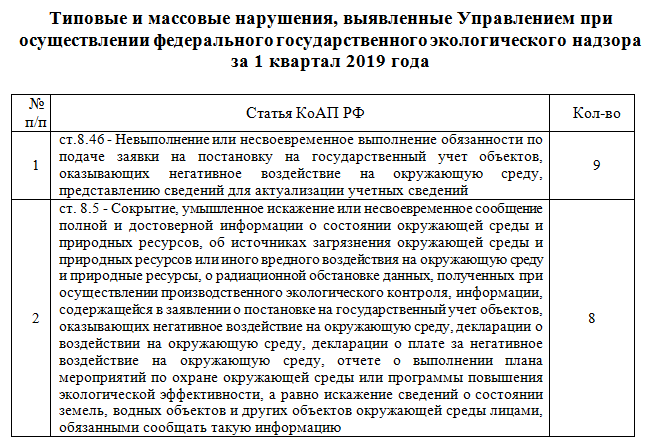 Типовые и массовые нарушения, выявленные Управлением при
осуществлении федерального государственного экологического надзора
за 1 квартал 2019 года
№
п/п
Статья КоАП РФ
Кол-во
1
ст.8.46 - Невыполнение или несвоевременное выполнение обязанности по
подаче заявки на постановку на государственный учет объектов,
оказывающих негативное воздействие на окружающую среду,
представлению сведений для актуализации учетных сведений
9
2
ст. 8.5 - Сокрытие, умышленное искажение или несвоевременное сообщение
полной и достоверной информации о состоянии окружающей среды и
природных ресурсов, об источниках загрязнения окружающей среды и
природных ресурсов или иного вредного воздействия на окружающую среду
и природные ресурсы, о радиационной обстановке данных, полученных при
осуществлении производственного экологического контроля, информации,
содержащейся в заявлении о постановке на государственный учет объектов,
оказывающих негативное воздействие на окружающую среду, декларации о
воздействии на окружающую среду, декларации о плате за негативное
воздействие на окружающую среду, отчете о выполнении плана
мероприятий по охране окружающей среды или программы повышения
экологической эффективности, а равно искажение сведений о состоянии
земель, водных объектов и других объектов окружающей среды лицами,
обязанными сообщать такую информацию
8